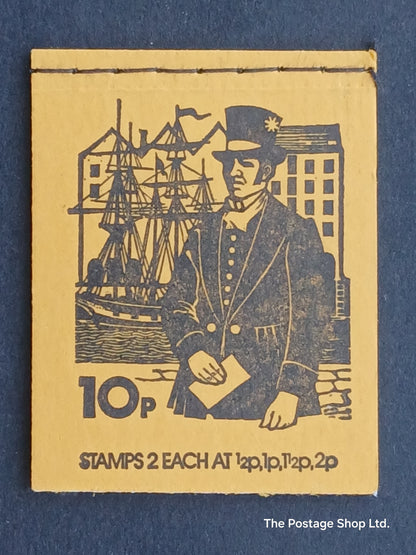 10p
STAMPS 2 EACH AT ½p,1p,1½p,2p
The Postage Shop Ltd.